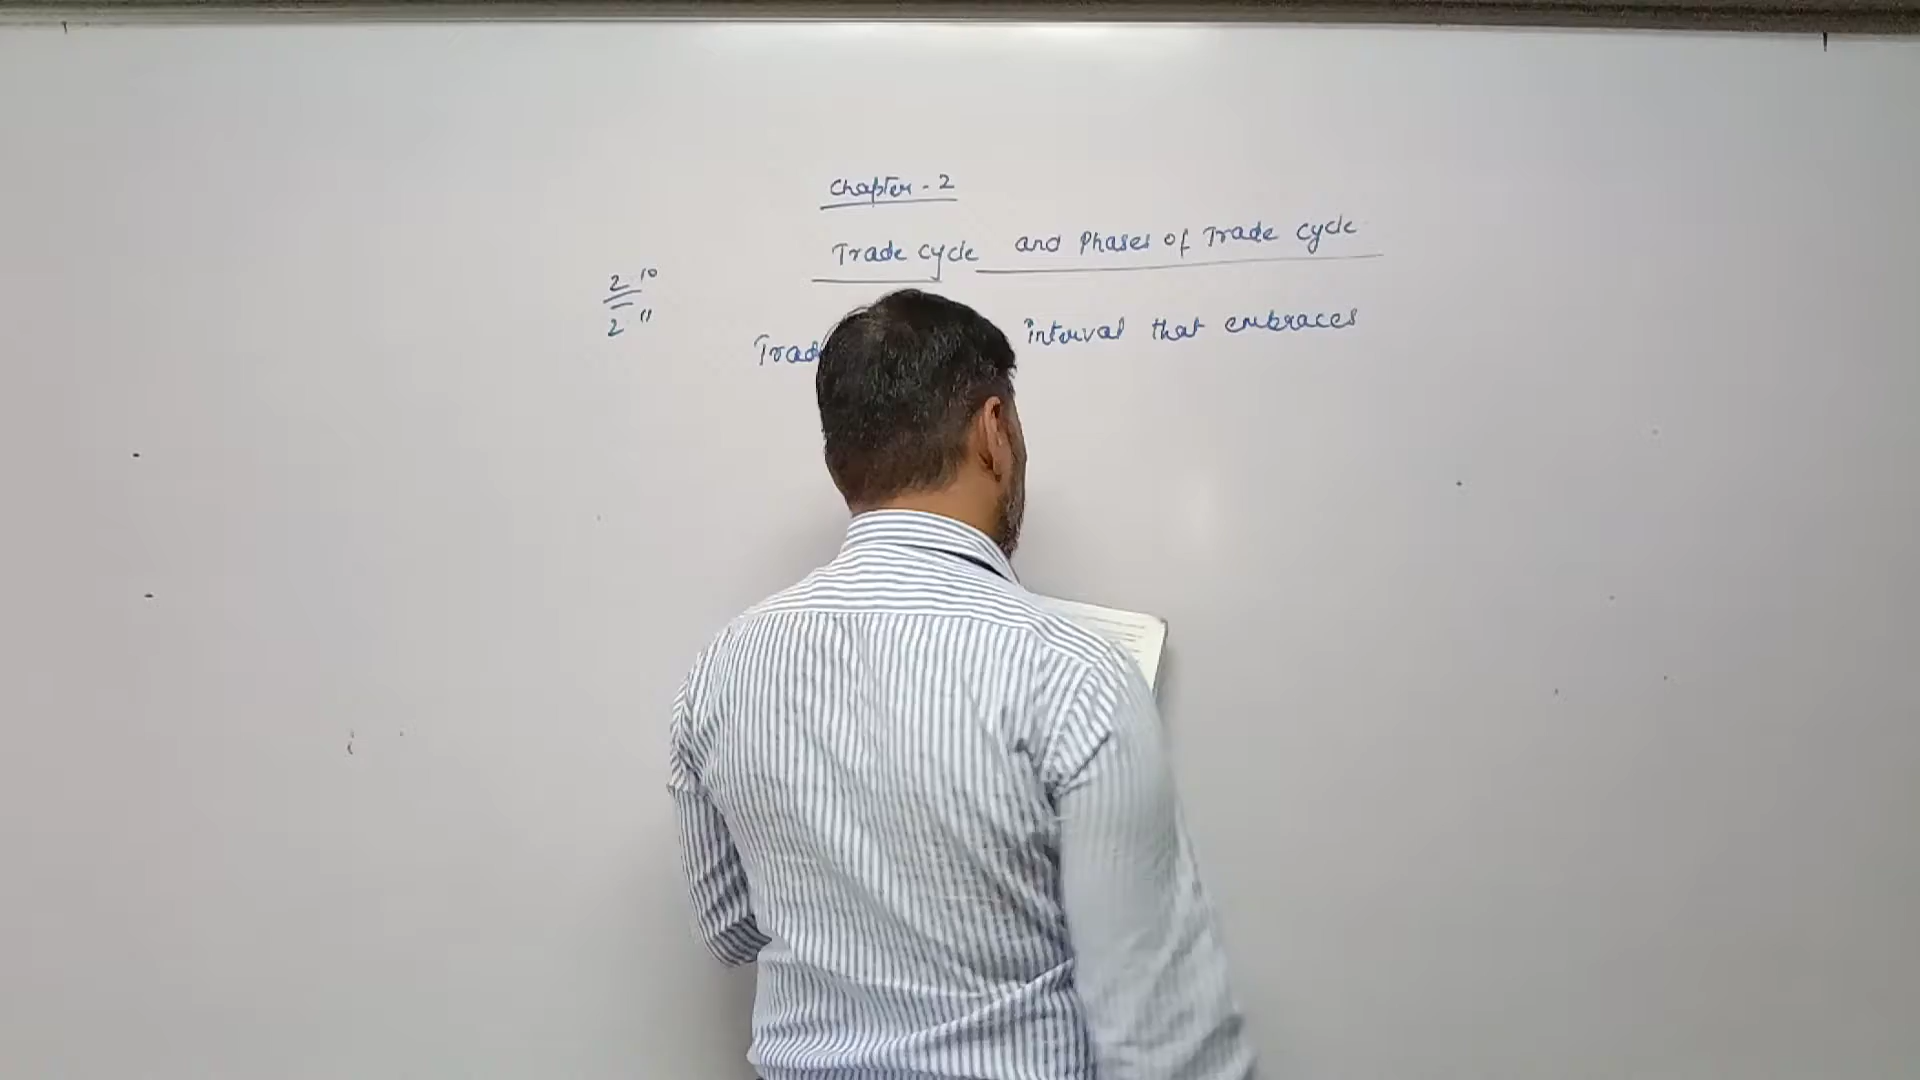 Chapter - 2
Trade cycle and Phases of Trade cycle
2 10
2 11
interval that embraces